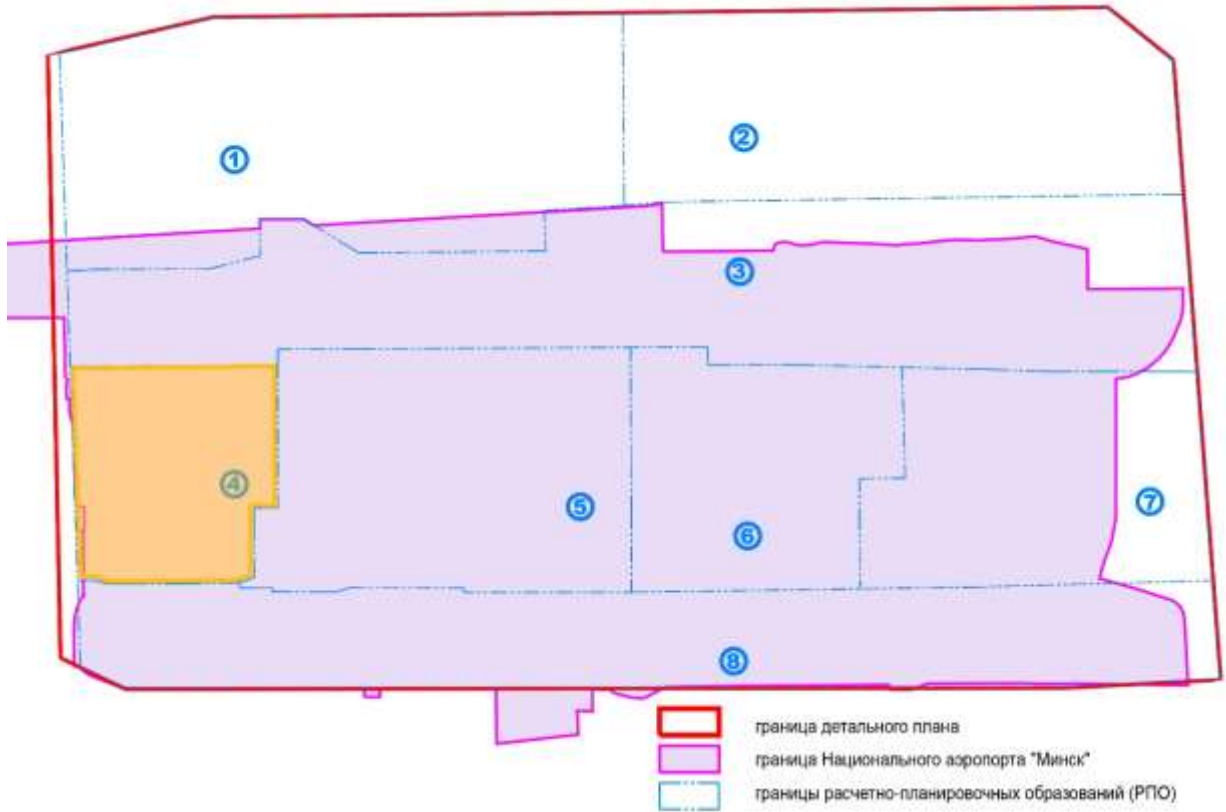 1
2
3
4
5
6
7
8
граница детального плана
граница Национального аэропорта "Минск"
границы расчетно-планировочных образований (РПО)